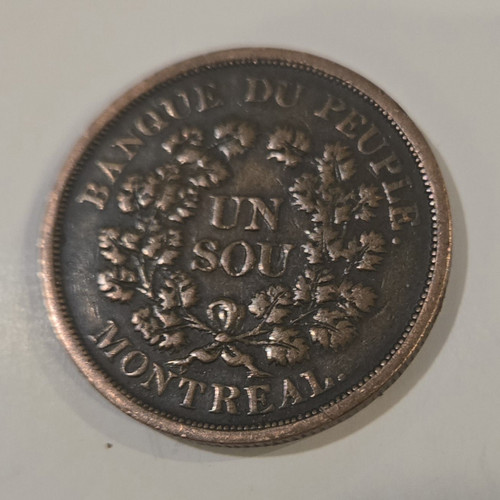 BANQUE DU PEUPLE.
UN
SOU
MONTREAL.